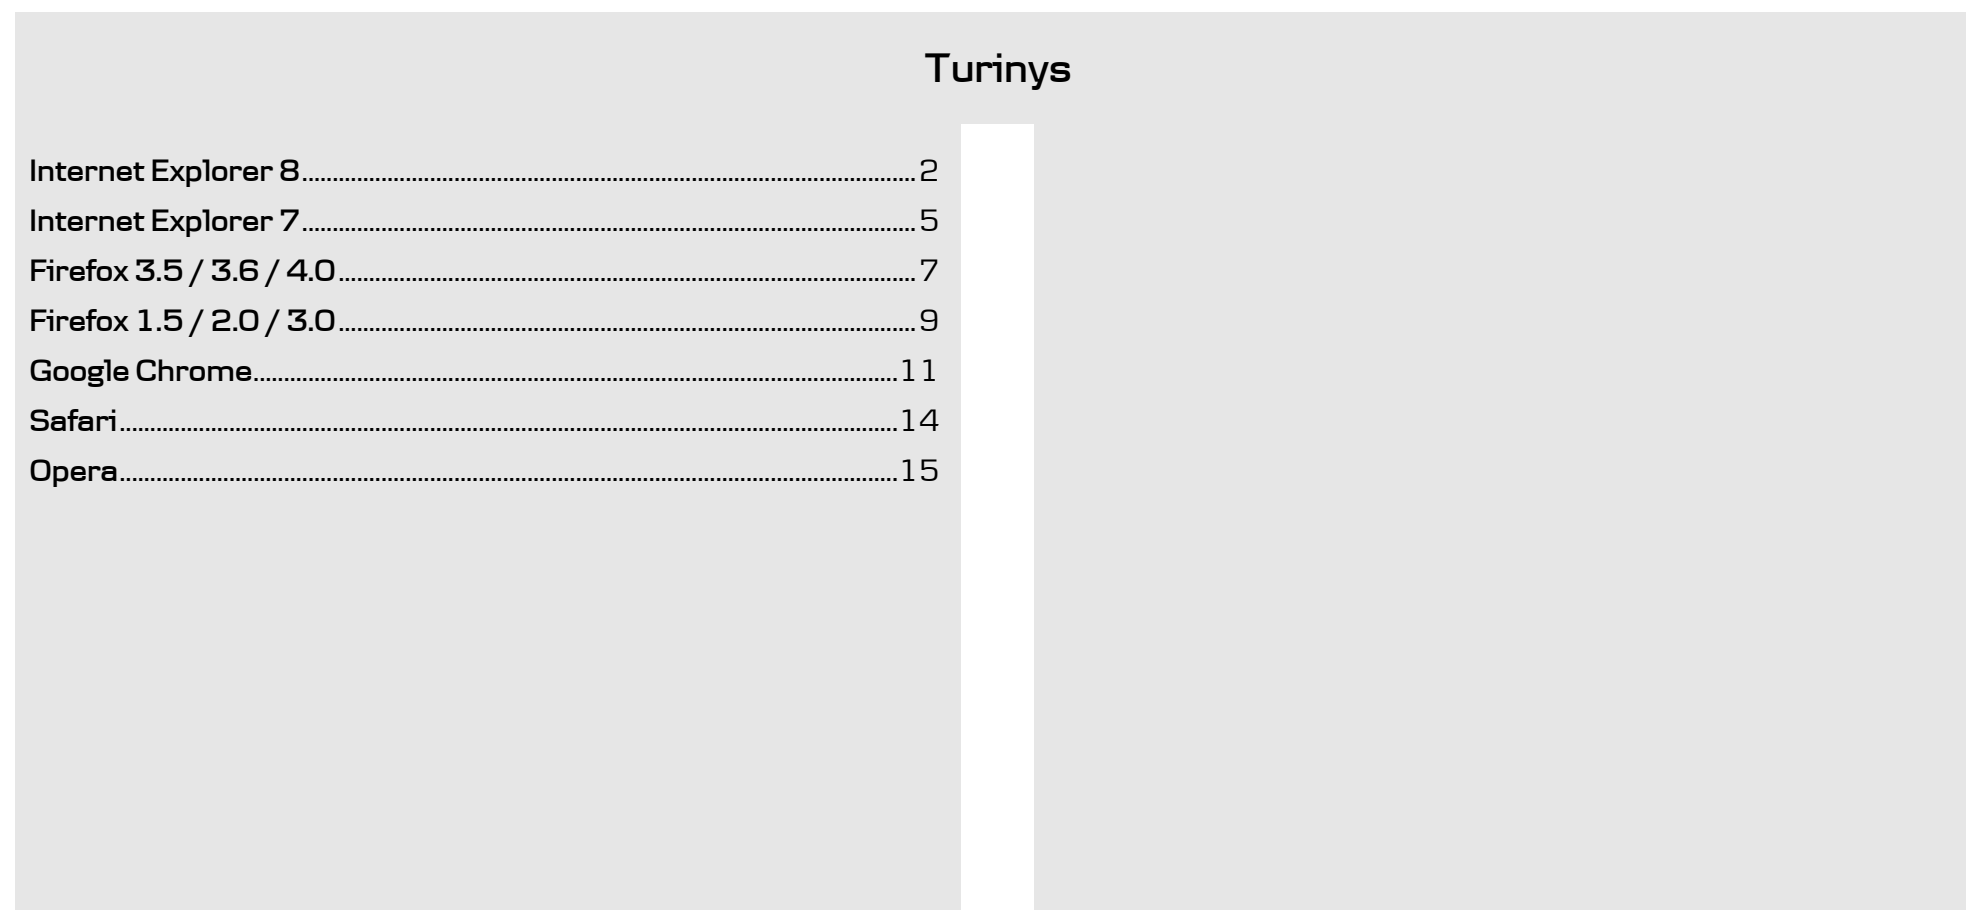 Turinys
Internet Explorer 8........................................................................................................2
Internet Explorer 7........................................................................................................5
Firefox 3.5 / 3.6 / 4.0..................................................................................................7
Firefox 1.5 / 2.0 / 3.0..................................................................................................9
Google Chrome.............................................................................................................11
Safari...................................................................................................................................14
Opera...................................................................................................................................15